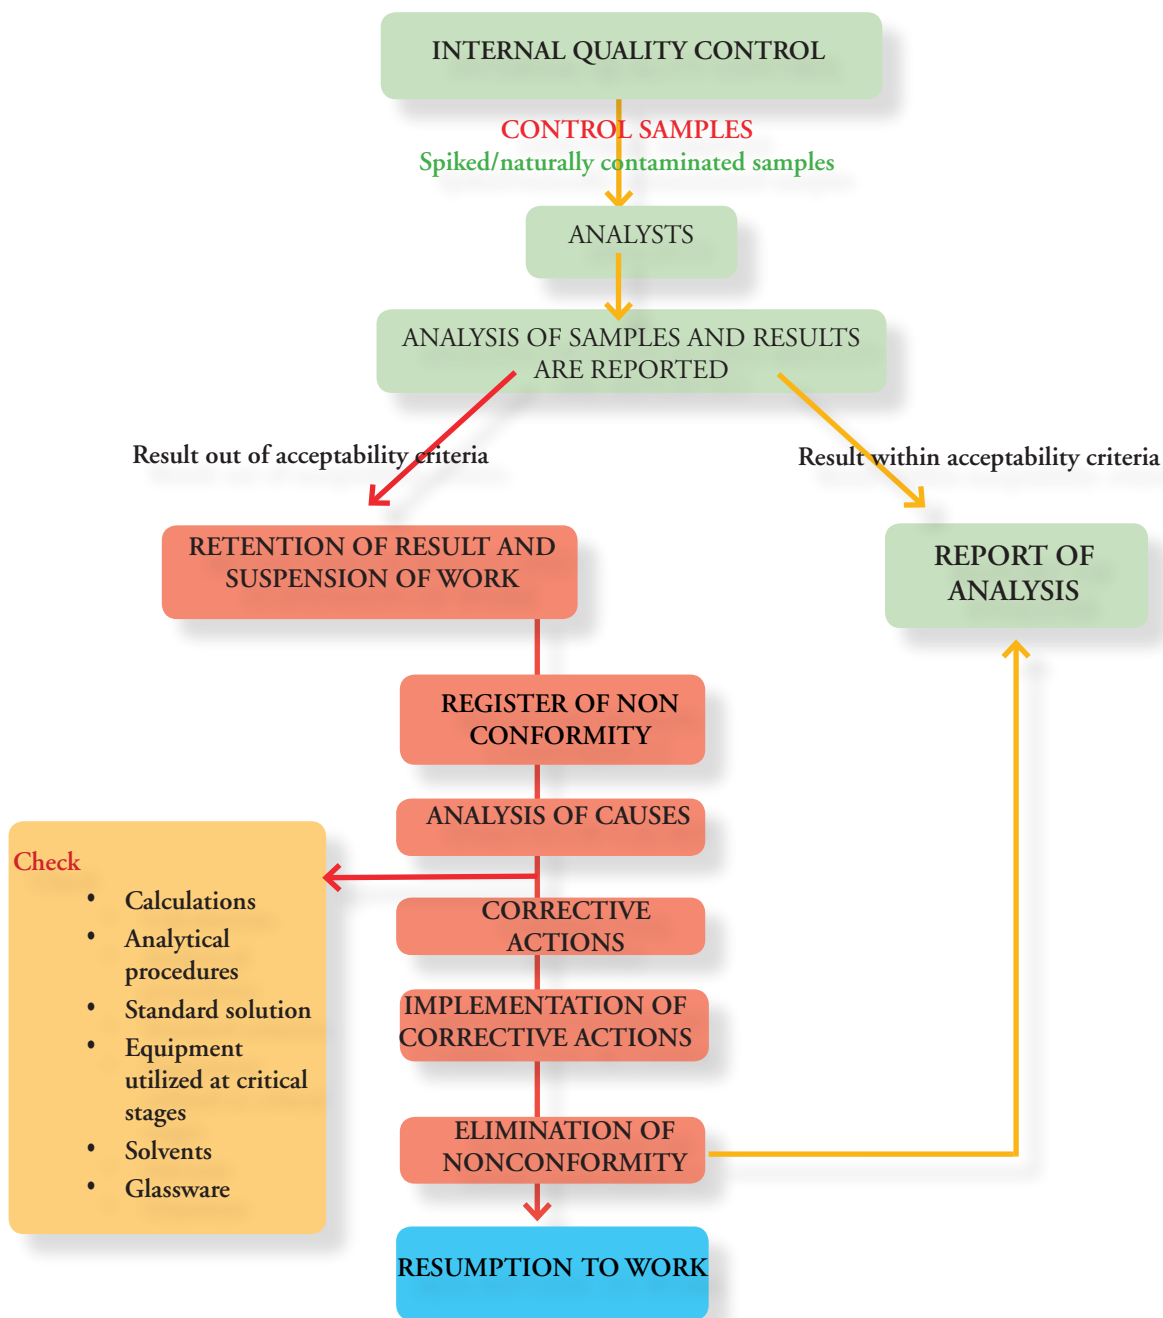 INTERNAL QUALITY CONTROL
CONTROL SAMPLES
Spiked/naturally contaminated samples
ANALYSTS
ANALYSIS OF SAMPLES AND RESULTS
ARE REPORTED
Result out of acceptability criteria
Result within acceptability criteria
RETENTION OF RESULT AND
SUSPENSION OF WORK
REPORT OF
ANALYSIS
REGISTER OF NON
CONFORMITY
ANALYSIS OF CAUSES
Check
• Calculations
• Analytical
procedures
• Standard solution
• Equipment
utilized at critical
stages
• Solvents
• Glassware
CORRECTIVE
ACTIONS
IMPLEMENTATION OF
CORRECTIVE ACTIONS
ELIMINATION OF
NONCONFORMITY
RESUMPTION TO WORK